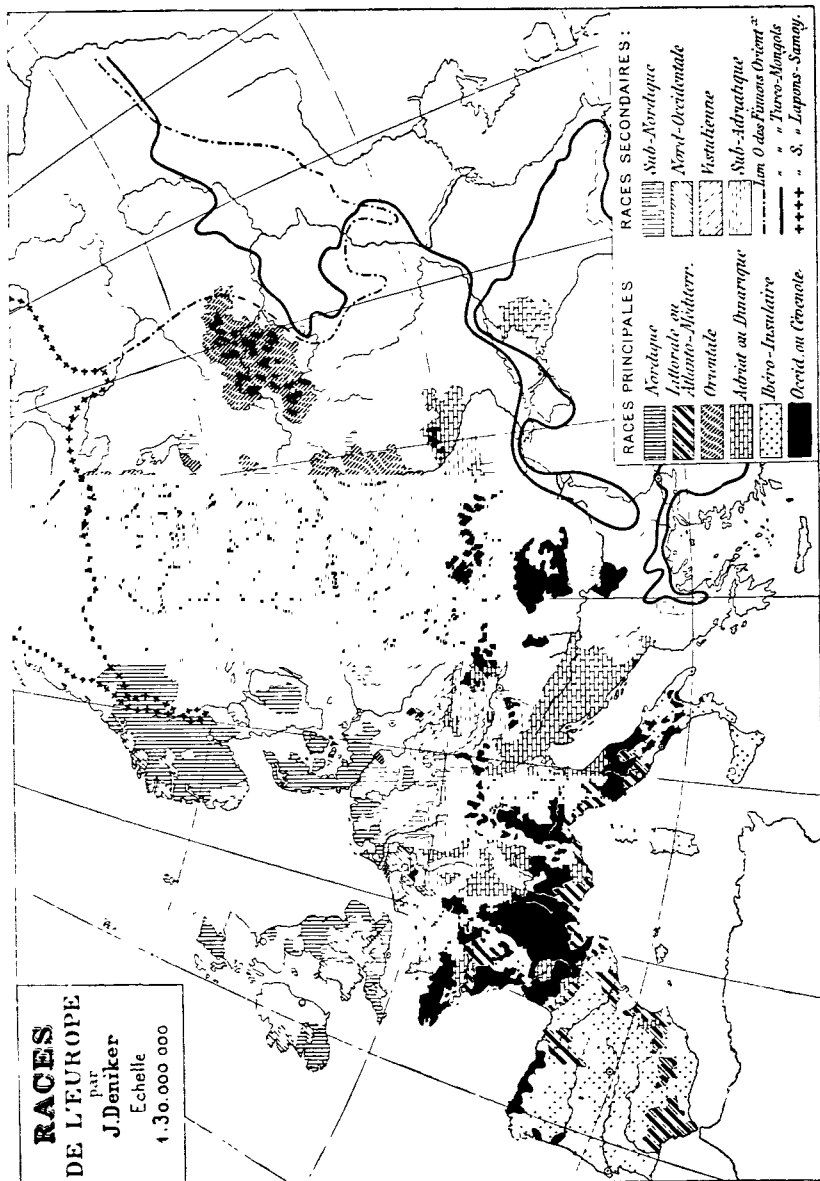 RACES
DE L'EUROPE
par
J. Deniker
Echelle
1.30.000 000
RACES PRINCIPALES
Nordique
Littorale ou
Atlanto-Méditerr.
Orientale
Adriat. ou Dinarique
Ibéro-Insulaire
Occid. ou Cévenole
RACES SECONDAIRES:
Sub-Nordique
Nord-Occidentale
Vistulienne
Sub-Adriatique
Lim O des Finnois Orient^x
" " " Turco-Mongols
" S. " Lapons-Samoy.